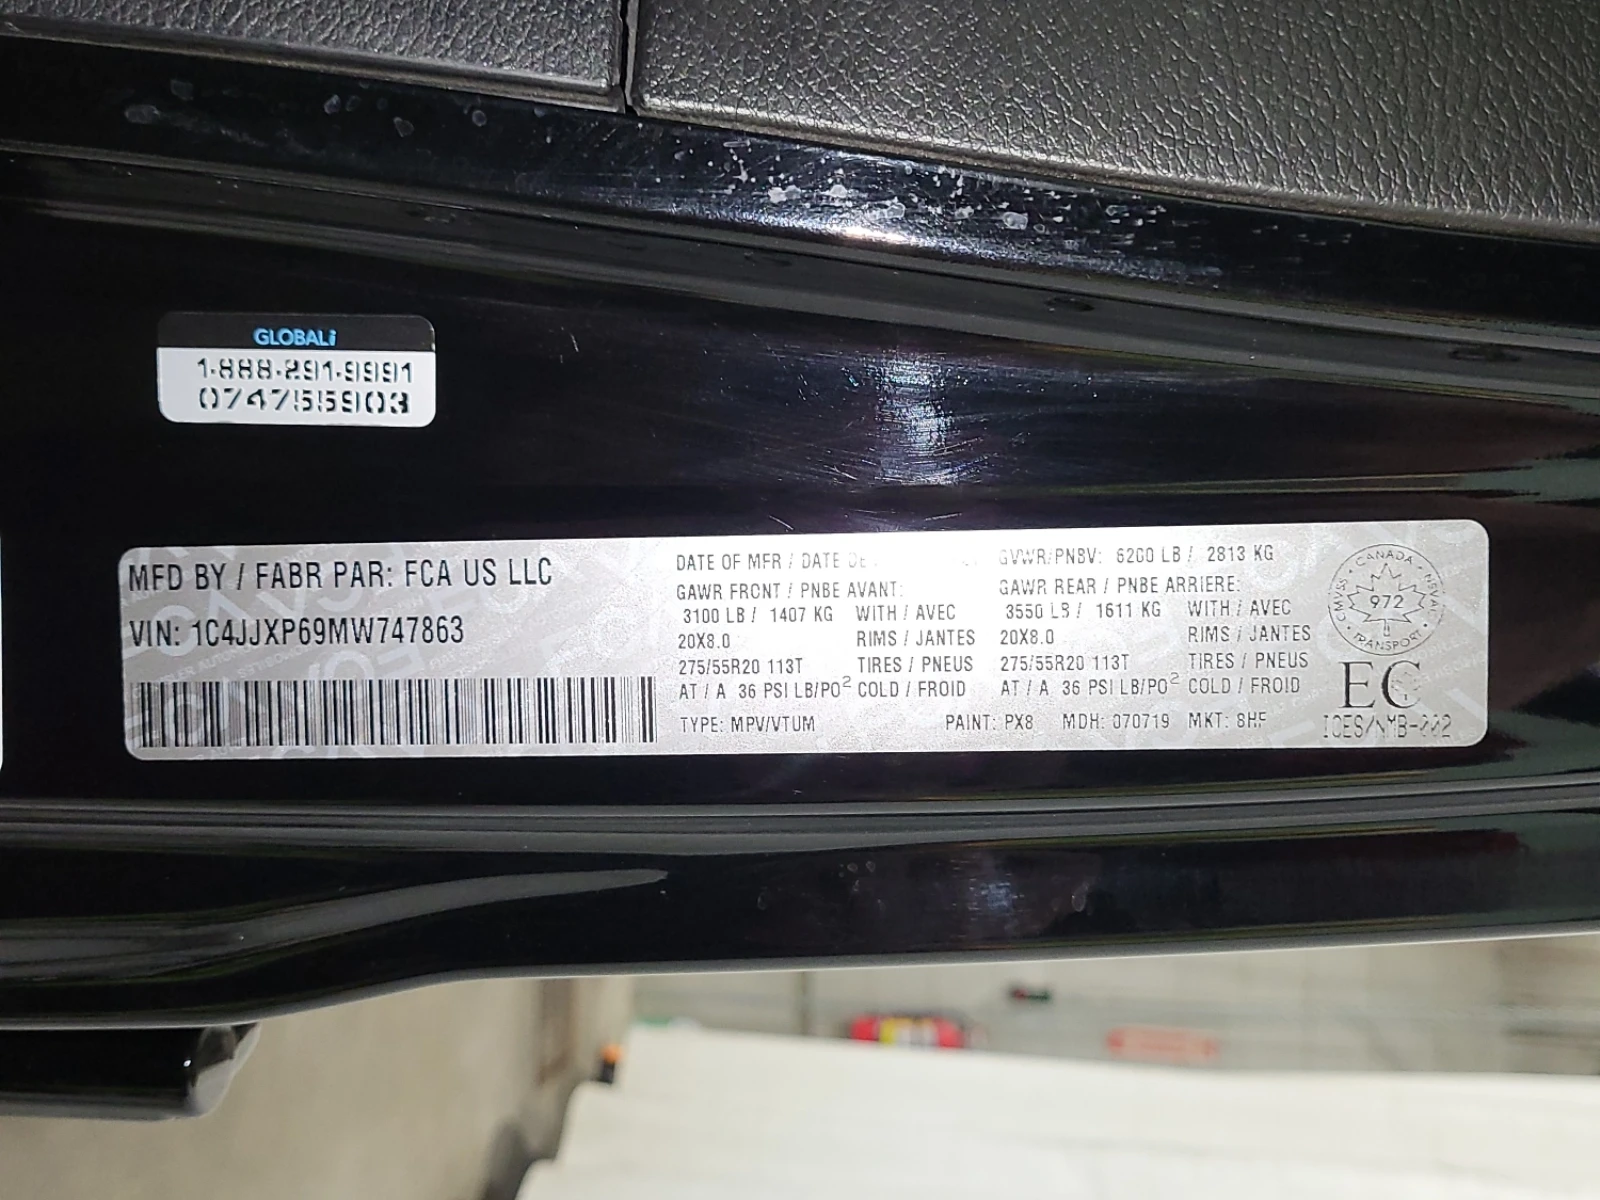 GLOBALi
1-888-291-9991
0747555903
MFD BY / FABR PAR: FCA US LLC
VIN: 1C4JJXP69MW747863
DATE OF MFR / DATE DE
GVWR/PNBV: 6200 LB / 2813 KG
GAWR FRONT / PNBE AVANT:
3100 LB / 1407 KG WITH / AVEC
20X8.0 RIMS / JANTES
275/55R20 113T TIRES / PNEUS
AT / A 36 PSI LB/PO2 COLD / FROID
GAWR REAR / PNBE ARRIERE:
3550 LB / 1611 KG WITH / AVEC
20X8.0 RIMS / JANTES
275/55R20 113T TIRES / PNEUS
AT / A 36 PSI LB/PO2 COLD / FROID
TYPE: MPV/VTUM PAINT: PX8 MDH: 070719 MKT: 8HF
CANADA
CMVSS NSVAC
972
TRANSPORT
EC
ICES/NMB-002